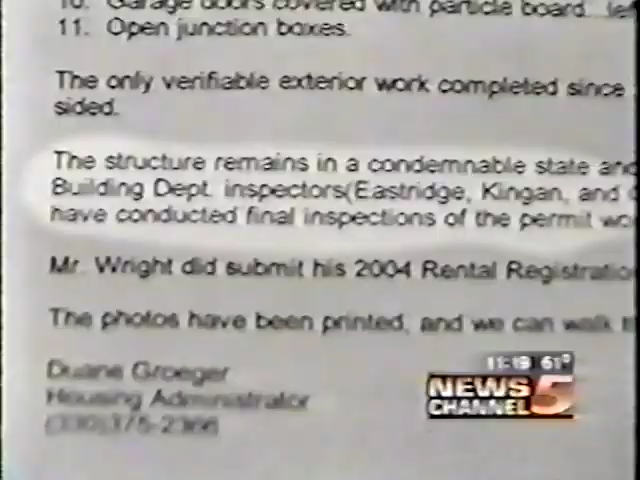 10. Garage doors covered with particle board...
11. Open junction boxes.
The only verifiable exterior work completed since
sided.
The structure remains in a condemnable state and
Building Dept. inspectors(Eastridge, Kingan, and
have conducted final inspections of the permit
Mr. Wright did submit his 2004 Rental Registration
The photos have been printed, and we can walk
Duane Groeger
Housing Administrator
(330)375-2366
11:19 61°
NEWS 5
CHANNEL